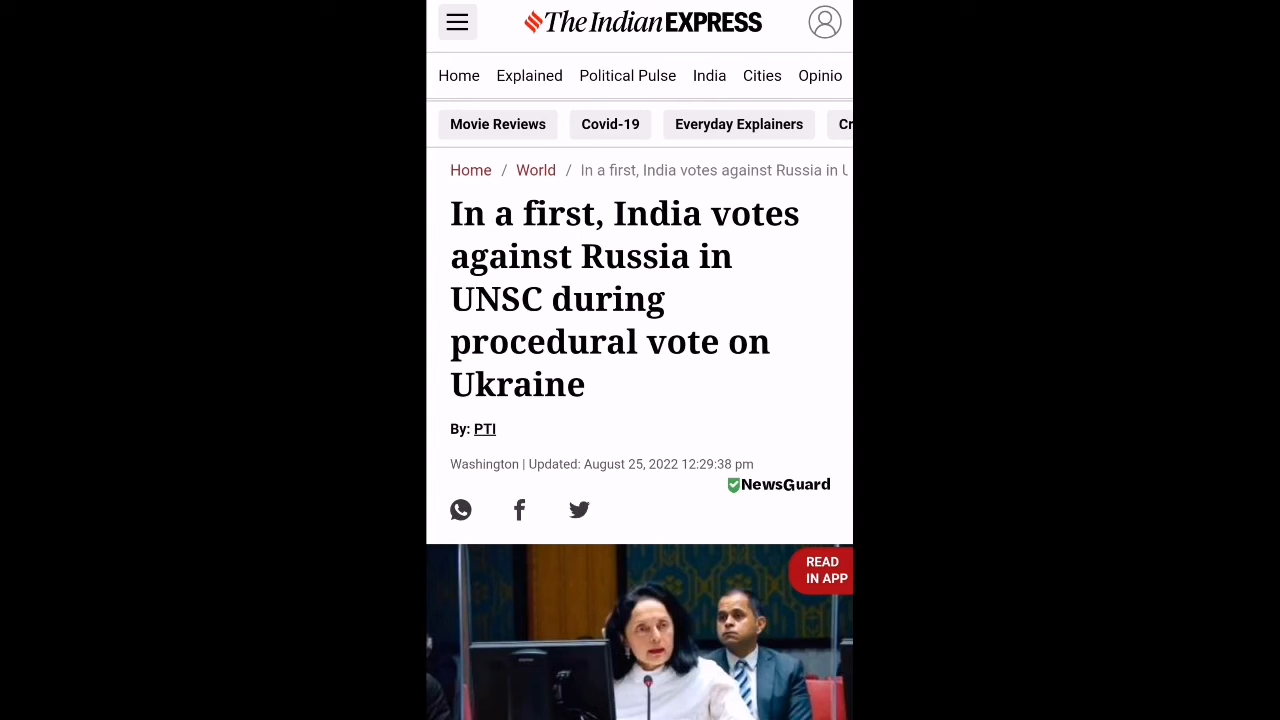 The Indian EXPRESS
Home Explained Political Pulse India Cities Opinio
Movie Reviews Covid-19 Everyday Explainers Cr
Home / World / In a first, India votes against Russia in U
In a first, India votes
against Russia in
UNSC during
procedural vote on
Ukraine
By: PTI
Washington | Updated: August 25, 2022 12:29:38 pm
NewsGuard
READ
IN APP